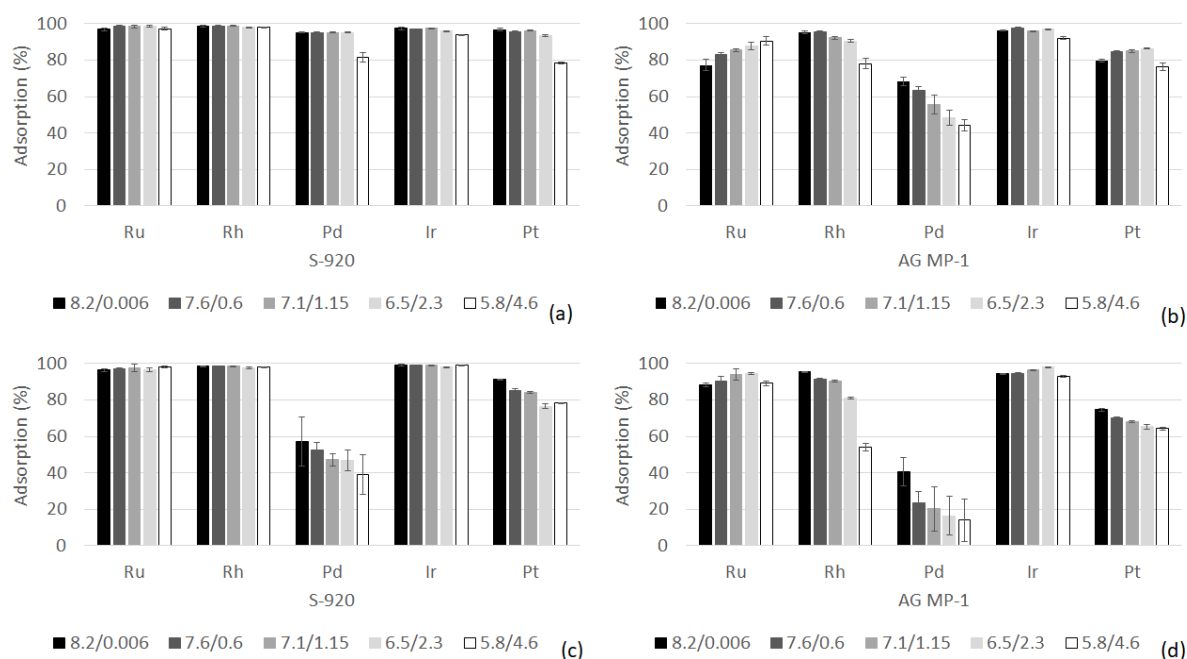 Adsorption (%)
100
80
60
40
20
0
Ru Rh Pd Ir Pt
S-920
8.2/0.006 7.6/0.6 7.1/1.15 6.5/2.3 5.8/4.6
(a)
Adsorption (%)
100
80
60
40
20
0
Ru Rh Pd Ir Pt
AG MP-1
8.2/0.006 7.6/0.6 7.1/1.15 6.5/2.3 5.8/4.6
(b)
Adsorption (%)
100
80
60
40
20
0
Ru Rh Pd Ir Pt
S-920
8.2/0.006 7.6/0.6 7.1/1.15 6.5/2.3 5.8/4.6
(c)
Adsorption (%)
100
80
60
40
20
0
Ru Rh Pd Ir Pt
AG MP-1
8.2/0.006 7.6/0.6 7.1/1.15 6.5/2.3 5.8/4.6
(d)